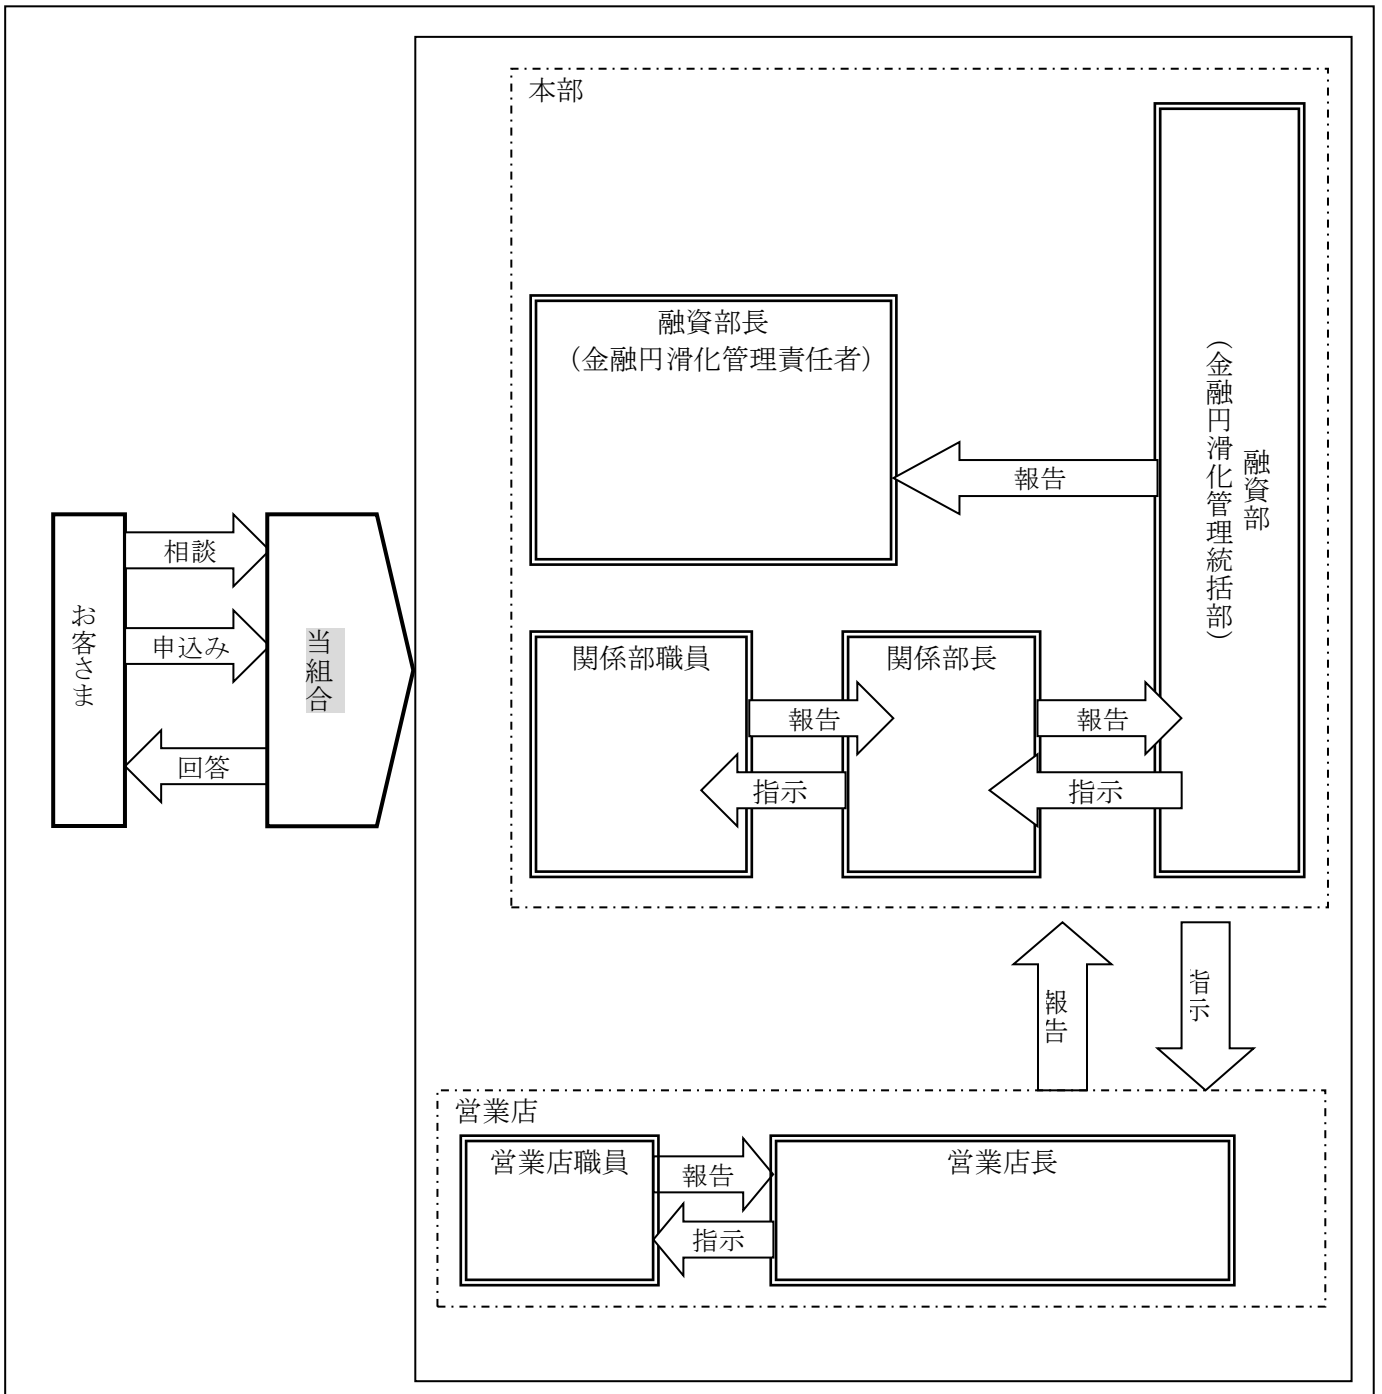 本部
融資部長
（金融円滑化管理責任者）
融資部
（金融円滑化管理統括部）
報告
相談
お客さま
申込み
当組合
回答
関係部職員
関係部長
報告
報告
指示
指示
報告
指示
営業店
営業店職員
営業店長
報告
指示